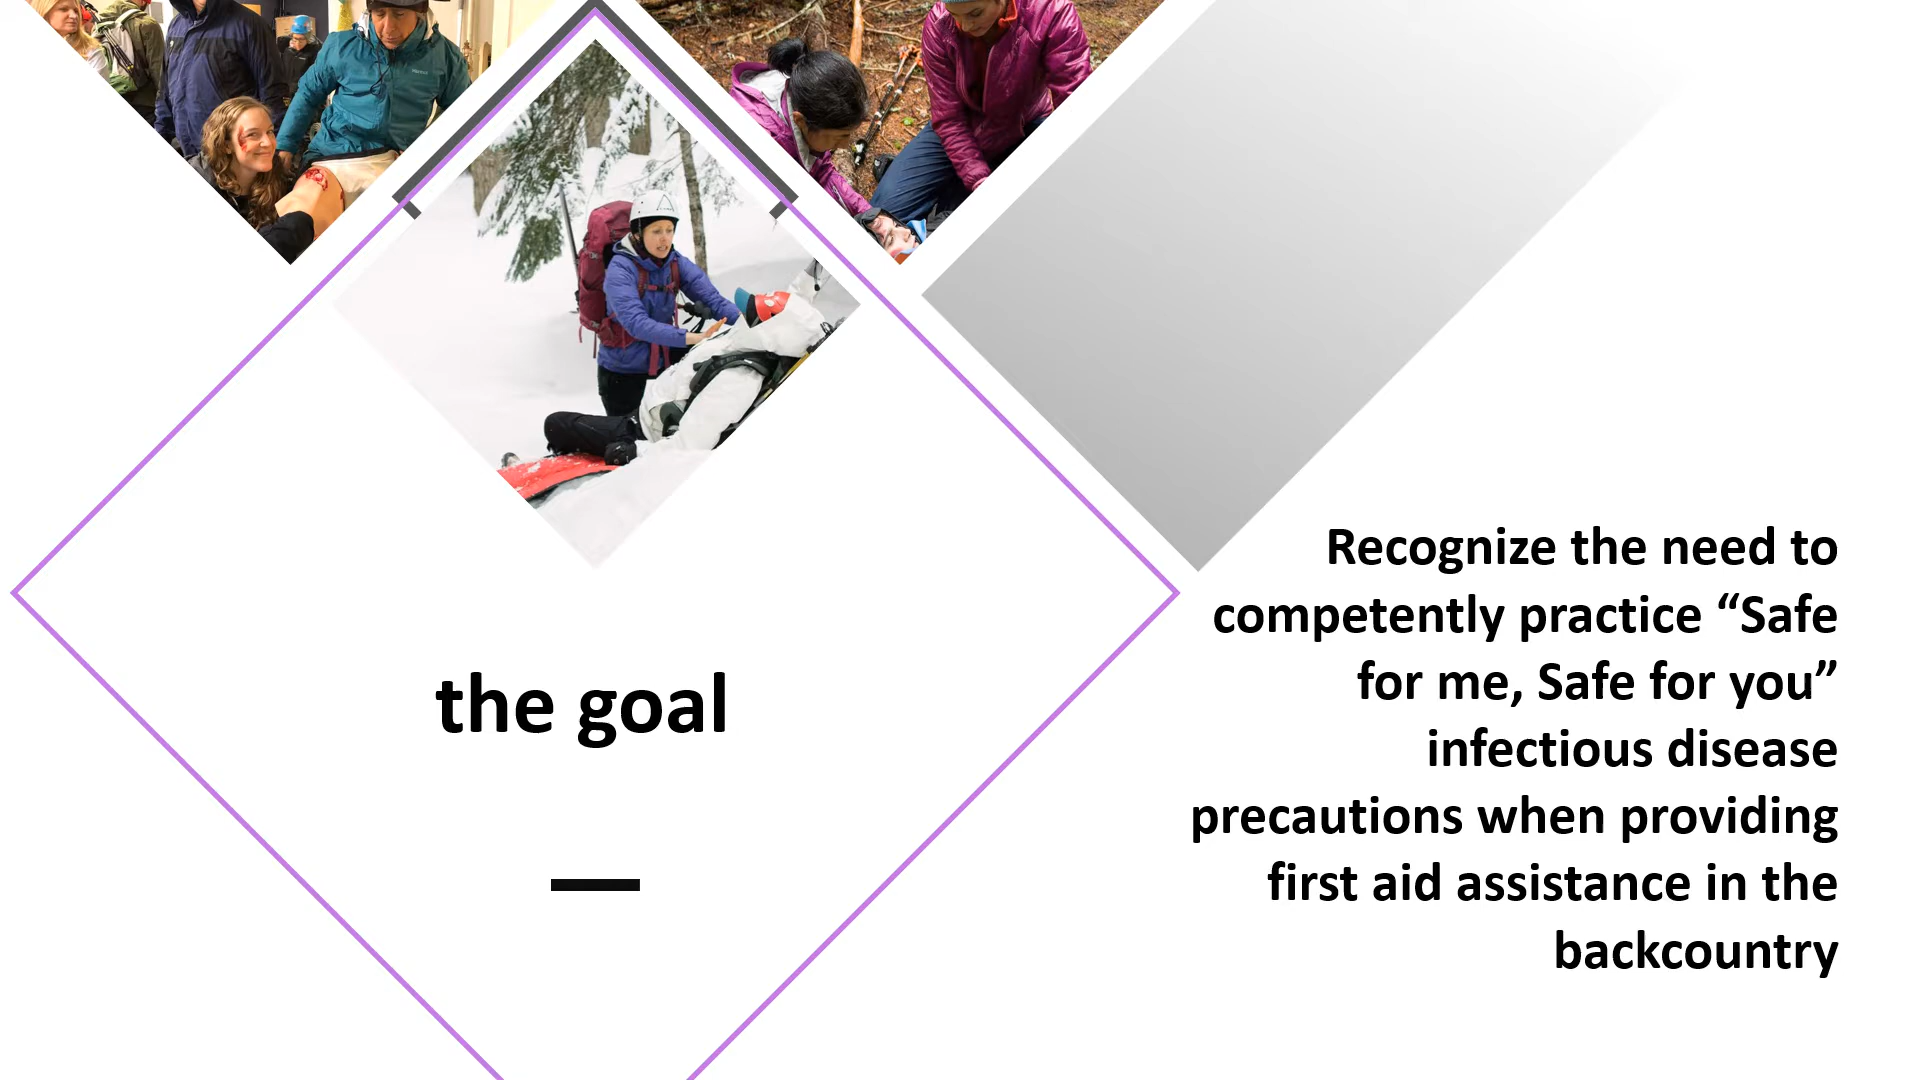 the goal
Recognize the need to
competently practice “Safe
for me, Safe for you”
infectious disease
precautions when providing
first aid assistance in the
backcountry